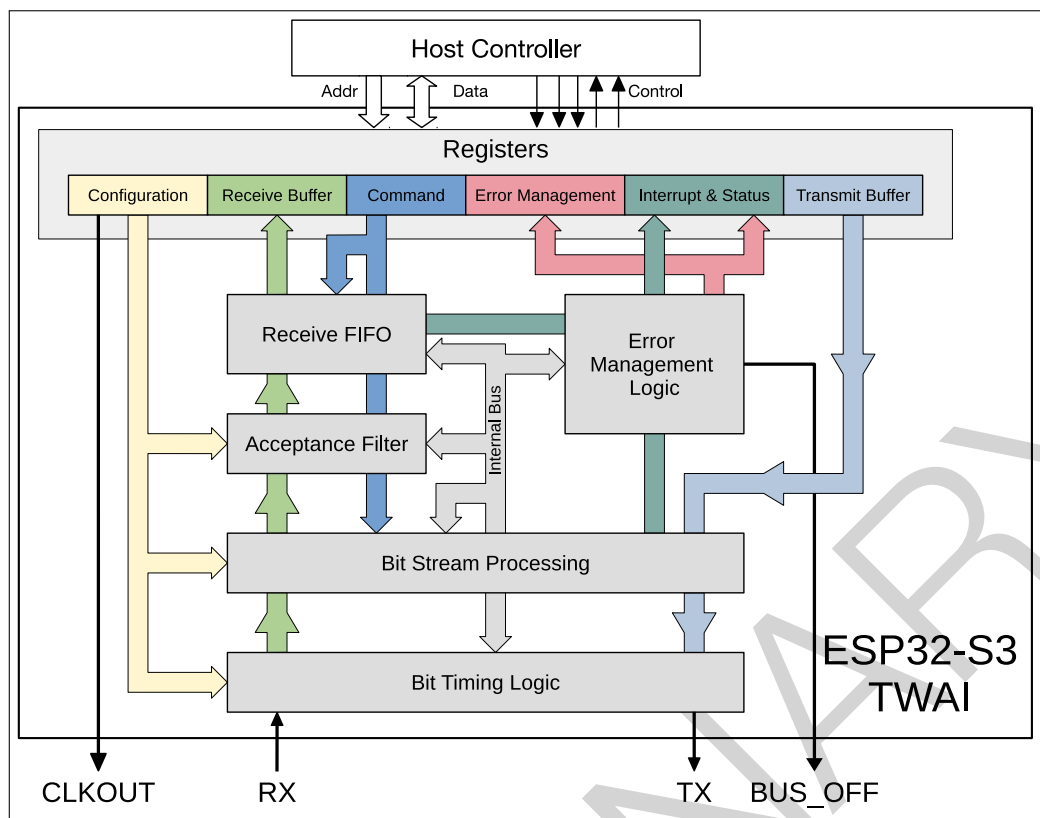 Host Controller
Addr
Data
Control
Registers
Configuration
Receive Buffer
Command
Error Management
Interrupt & Status
Transmit Buffer
Receive FIFO
Error
Management
Logic
Internal Bus
Acceptance Filter
Bit Stream Processing
Bit Timing Logic
ESP32-S3
TWAI
CLKOUT
RX
TX
BUS_OFF
NARY